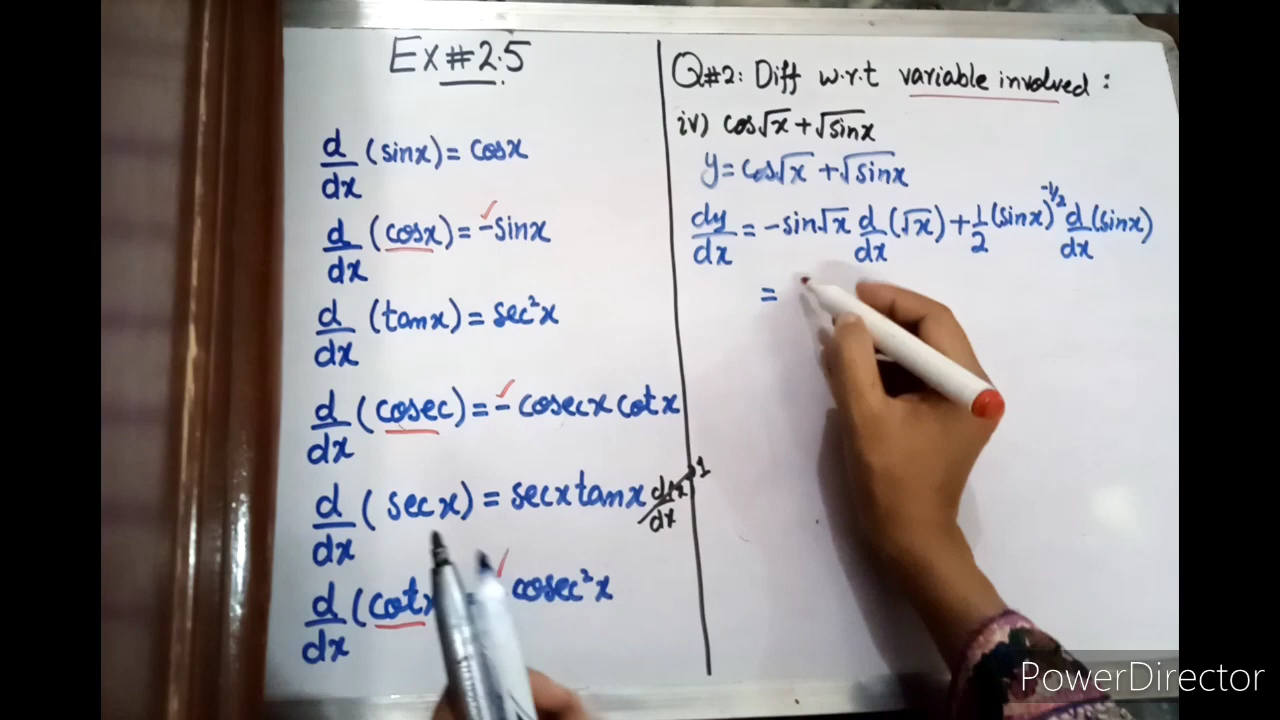 Ex#2.5
d/dx (sinx) = cosx
d/dx (cosx) = -sinx
d/dx (tanx) = sec²x
d/dx (cosec) = -cosecx cotx
d/dx (secx) = secx tanx dx/dx 1
d/dx (cotx cosec²x
Q#2: Diff w.r.t variable involved :
iv) cos√x + √sinx
y = cos√x + √sinx
dy/dx = -sin√x d/dx (√x) + 1/2 (sinx)^-1/2 d/dx (sinx)
=
PowerDirector